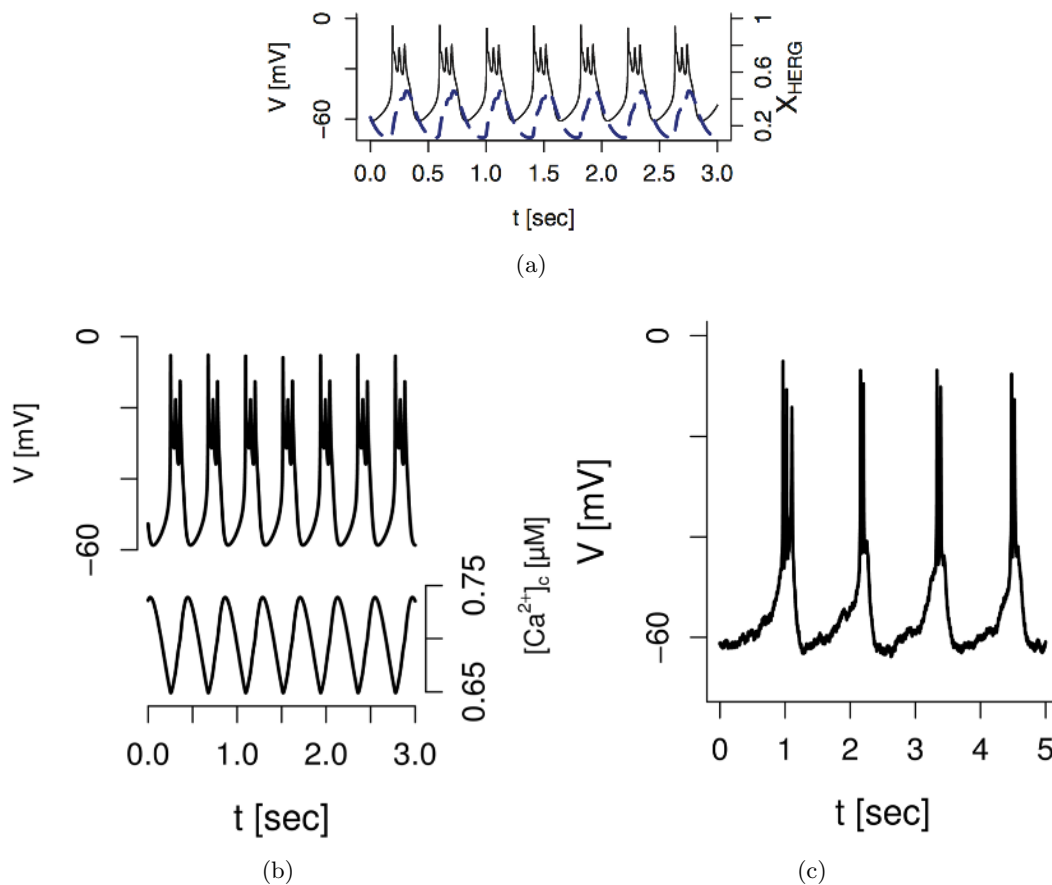 0
−60
V [mV]
1
0.6
0.2
XHERG
0.0 0.5 1.0 1.5 2.0 2.5 3.0
t [sec]
(a)
0
−60
V [mV]
0.75
0.65
[Ca2+]c [µM]
0.0 1.0 2.0 3.0
t [sec]
(b)
0
−60
V [mV]
0 1 2 3 4 5
t [sec]
(c)